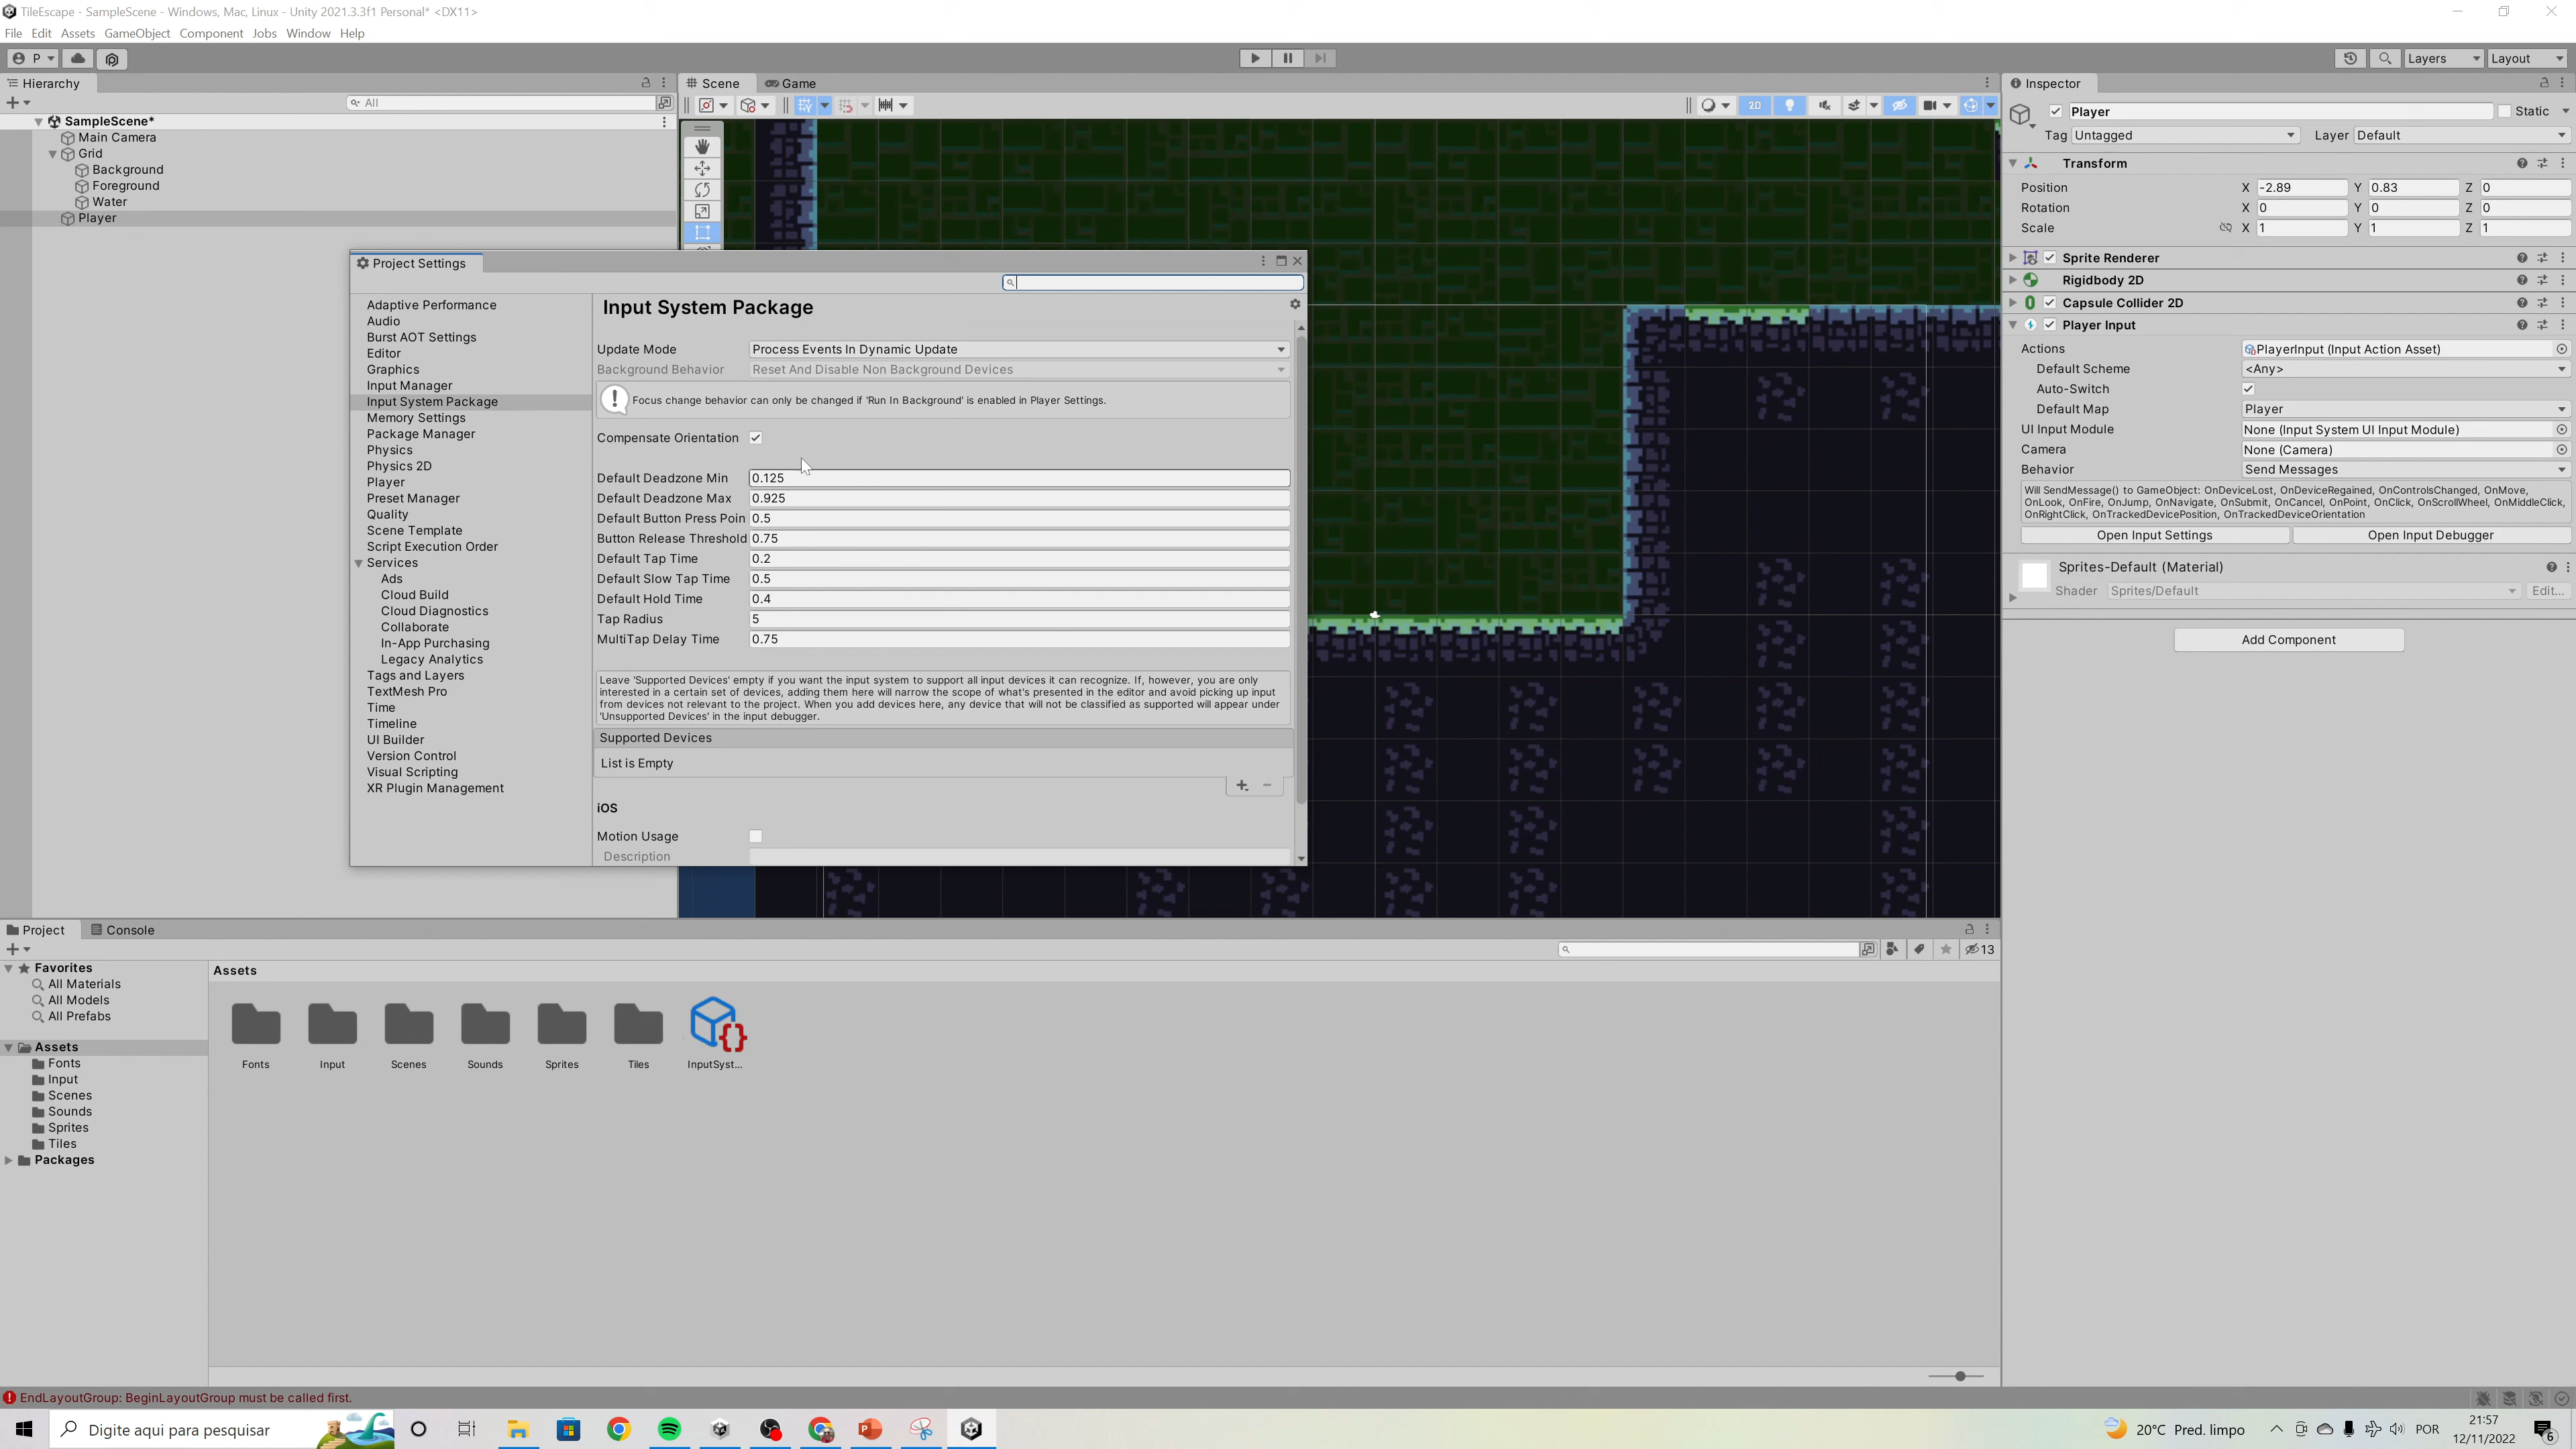 TileEscape - SampleScene - Windows, Mac, Linux - Unity 2021.3.3f1 Personal* <DX11>
File Edit Assets GameObject Component Jobs Window Help
P Layers Layout
Hierarchy
All
SampleScene*
Main Camera
Grid
Background
Foreground
Water
Player
Scene Game
2D
Project Settings
Adaptive Performance
Audio
Burst AOT Settings
Editor
Graphics
Input Manager
Input System Package
Memory Settings
Package Manager
Physics
Physics 2D
Player
Preset Manager
Quality
Scene Template
Script Execution Order
Services
Ads
Cloud Build
Cloud Diagnostics
Collaborate
In-App Purchasing
Legacy Analytics
Tags and Layers
TextMesh Pro
Time
Timeline
UI Builder
Version Control
Visual Scripting
XR Plugin Management
Input System Package
Update Mode Process Events In Dynamic Update
Background Behavior Reset And Disable Non Background Devices
Focus change behavior can only be changed if 'Run In Background' is enabled in Player Settings.
Compensate Orientation
Default Deadzone Min 0.125
Default Deadzone Max 0.925
Default Button Press Poin 0.5
Button Release Threshold 0.75
Default Tap Time 0.2
Default Slow Tap Time 0.5
Default Hold Time 0.4
Tap Radius 5
MultiTap Delay Time 0.75
Leave 'Supported Devices' empty if you want the input system to support all input devices it can recognize. If, however, you are only
interested in a certain set of devices, adding them here will narrow the scope of what's presented in the editor and avoid picking up input
from devices not relevant to the project. When you add devices here, any device that will not be classified as supported will appear under
'Unsupported Devices' in the input debugger.
Supported Devices
List is Empty
iOS
Motion Usage
Description
Inspector
Player Static
Tag Untagged Layer Default
Transform
Position X -2.89 Y 0.83 Z 0
Rotation X 0 Y 0 Z 0
Scale X 1 Y 1 Z 1
Sprite Renderer
Rigidbody 2D
Capsule Collider 2D
Player Input
Actions PlayerInput (Input Action Asset)
Default Scheme <Any>
Auto-Switch
Default Map Player
UI Input Module None (Input System UI Input Module)
Camera None (Camera)
Behavior Send Messages
Will SendMessage() to GameObject: OnDeviceLost, OnDeviceRegained, OnControlsChanged, OnMove,
OnLook, OnFire, OnJump, OnNavigate, OnSubmit, OnCancel, OnPoint, OnClick, OnScrollWheel, OnMiddleClick,
OnRightClick, OnTrackedDevicePosition, OnTrackedDeviceOrientation
Open Input Settings Open Input Debugger
Sprites-Default (Material)
Shader Sprites/Default Edit...
Add Component
Project Console
13
Favorites
All Materials
All Models
All Prefabs
Assets
Fonts
Input
Scenes
Sounds
Sprites
Tiles
Packages
Assets
Fonts Input Scenes Sounds Sprites Tiles InputSyst...
EndLayoutGroup: BeginLayoutGroup must be called first.
Digite aqui para pesquisar
20°C Pred. limpo
POR
21:57
12/11/2022
6